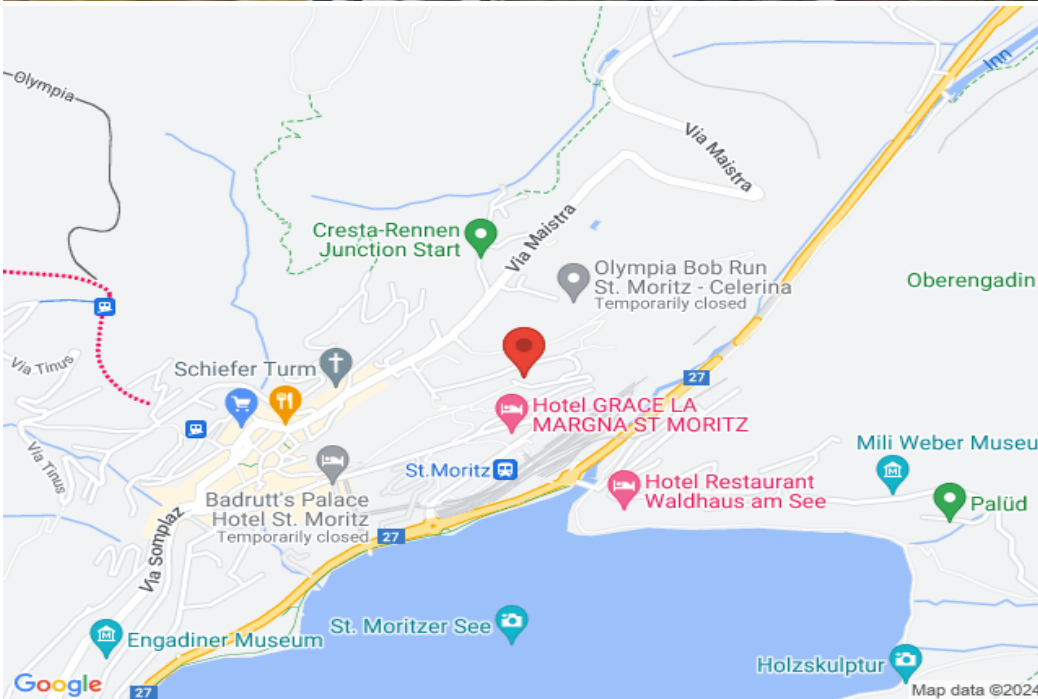 Olympia
Inn
Via Maistra
Cresta-Rennen
Junction Start
Via Maistra
Olympia Bob Run
St. Moritz - Celerina
Temporarily closed
Oberengadin
Via Tinus
Schiefer Turm
27
Hotel GRACE LA
MARGNA ST MORITZ
Via Tinus
St.Moritz
Mili Weber Museu
Badrutt's Palace
Hotel St. Moritz
Temporarily closed
Hotel Restaurant
Waldhaus am See
Palüd
27
Via Somplaz
Engadiner Museum
St. Moritzer See
Holzskulptur
Google
27
Map data ©2024